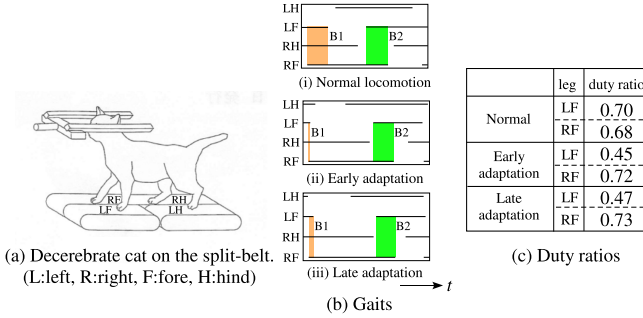 RF
RH
LF
LH
(a) Decerebrate cat on the split-belt.
(L:left, R:right, F:fore, H:hind)
LH
LF
RH
RF
B1
B2
(i) Normal locomotion
LH
LF
RH
RF
B1
B2
(ii) Early adaptation
LH
LF
RH
RF
B1
B2
(iii) Late adaptation
t
(b) Gaits
leg duty ratio
Normal
LF 0.70
RF 0.68
Early
adaptation
LF 0.45
RF 0.72
Late
adaptation
LF 0.47
RF 0.73
(c) Duty ratios